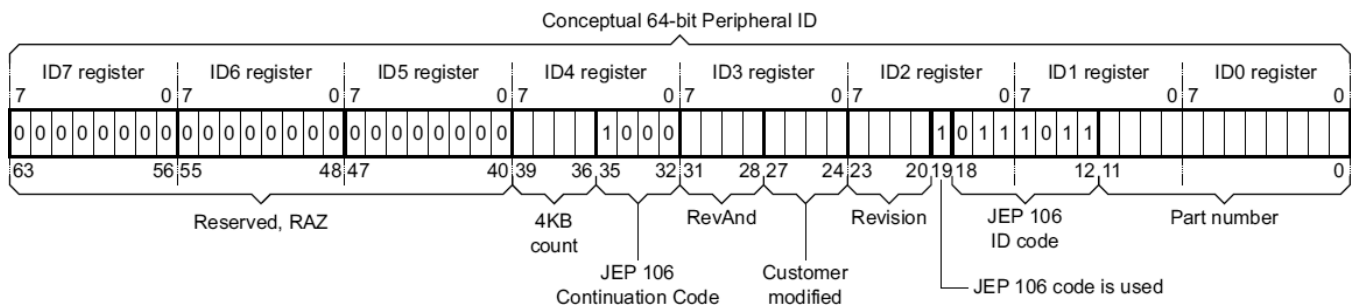 Conceptual 64-bit Peripheral ID
ID7 register ID6 register ID5 register ID4 register ID3 register ID2 register ID1 register ID0 register
7 0 7 0 7 0 7 0 7 0 7 0 7 0 7 0
0 0 0 0 0 0 0 0 0 0 0 0 0 0 0 0 0 0 0 0 0 0 0 0 1 0 0 0 1 0 1 1 1 0 1 1
63 56 55 48 47 40 39 36 35 32 31 28 27 24 23 20 19 18 12 11 0
Reserved, RAZ
4KB
count
JEP 106
Continuation Code
RevAnd
Customer
modified
Revision
JEP 106 code is used
JEP 106
ID code
Part number